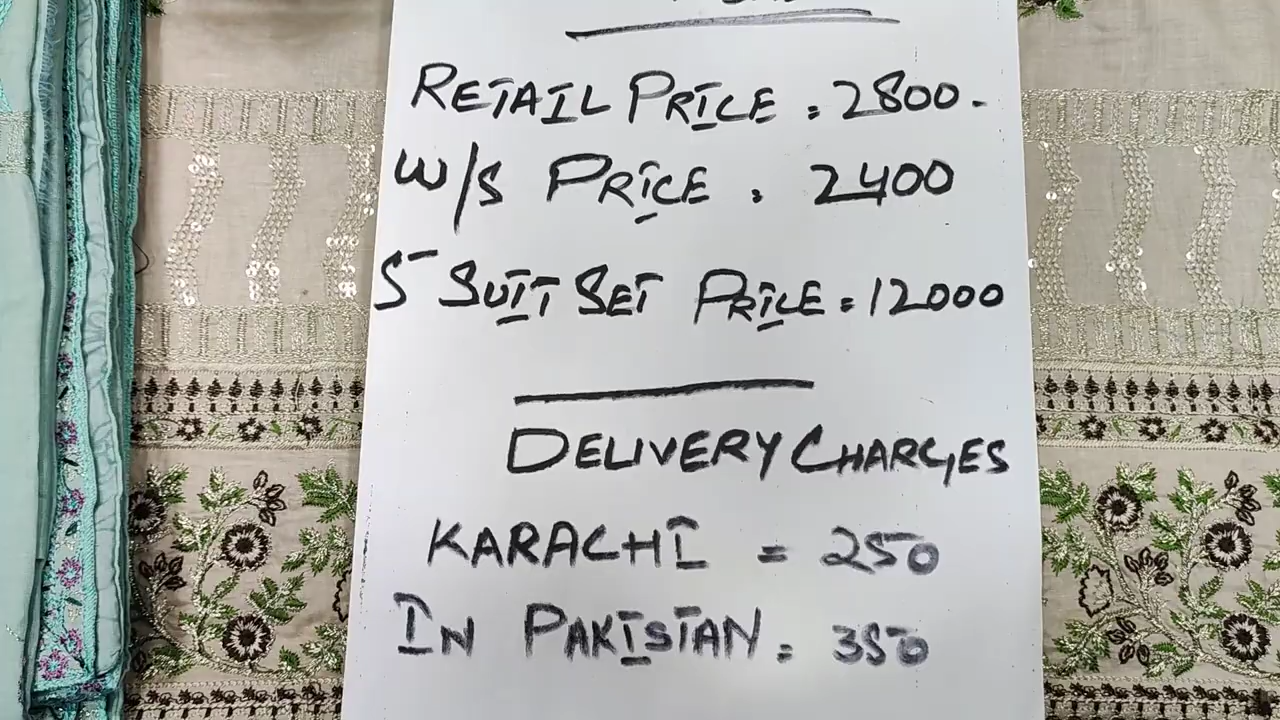 RETAIL PRICE = 2800.
W/S PRICE = 2400
5 SUIT SET PRICE = 12000
DELIVERY CHARGES
KARACHI = 250
IN PAKISTAN = 350